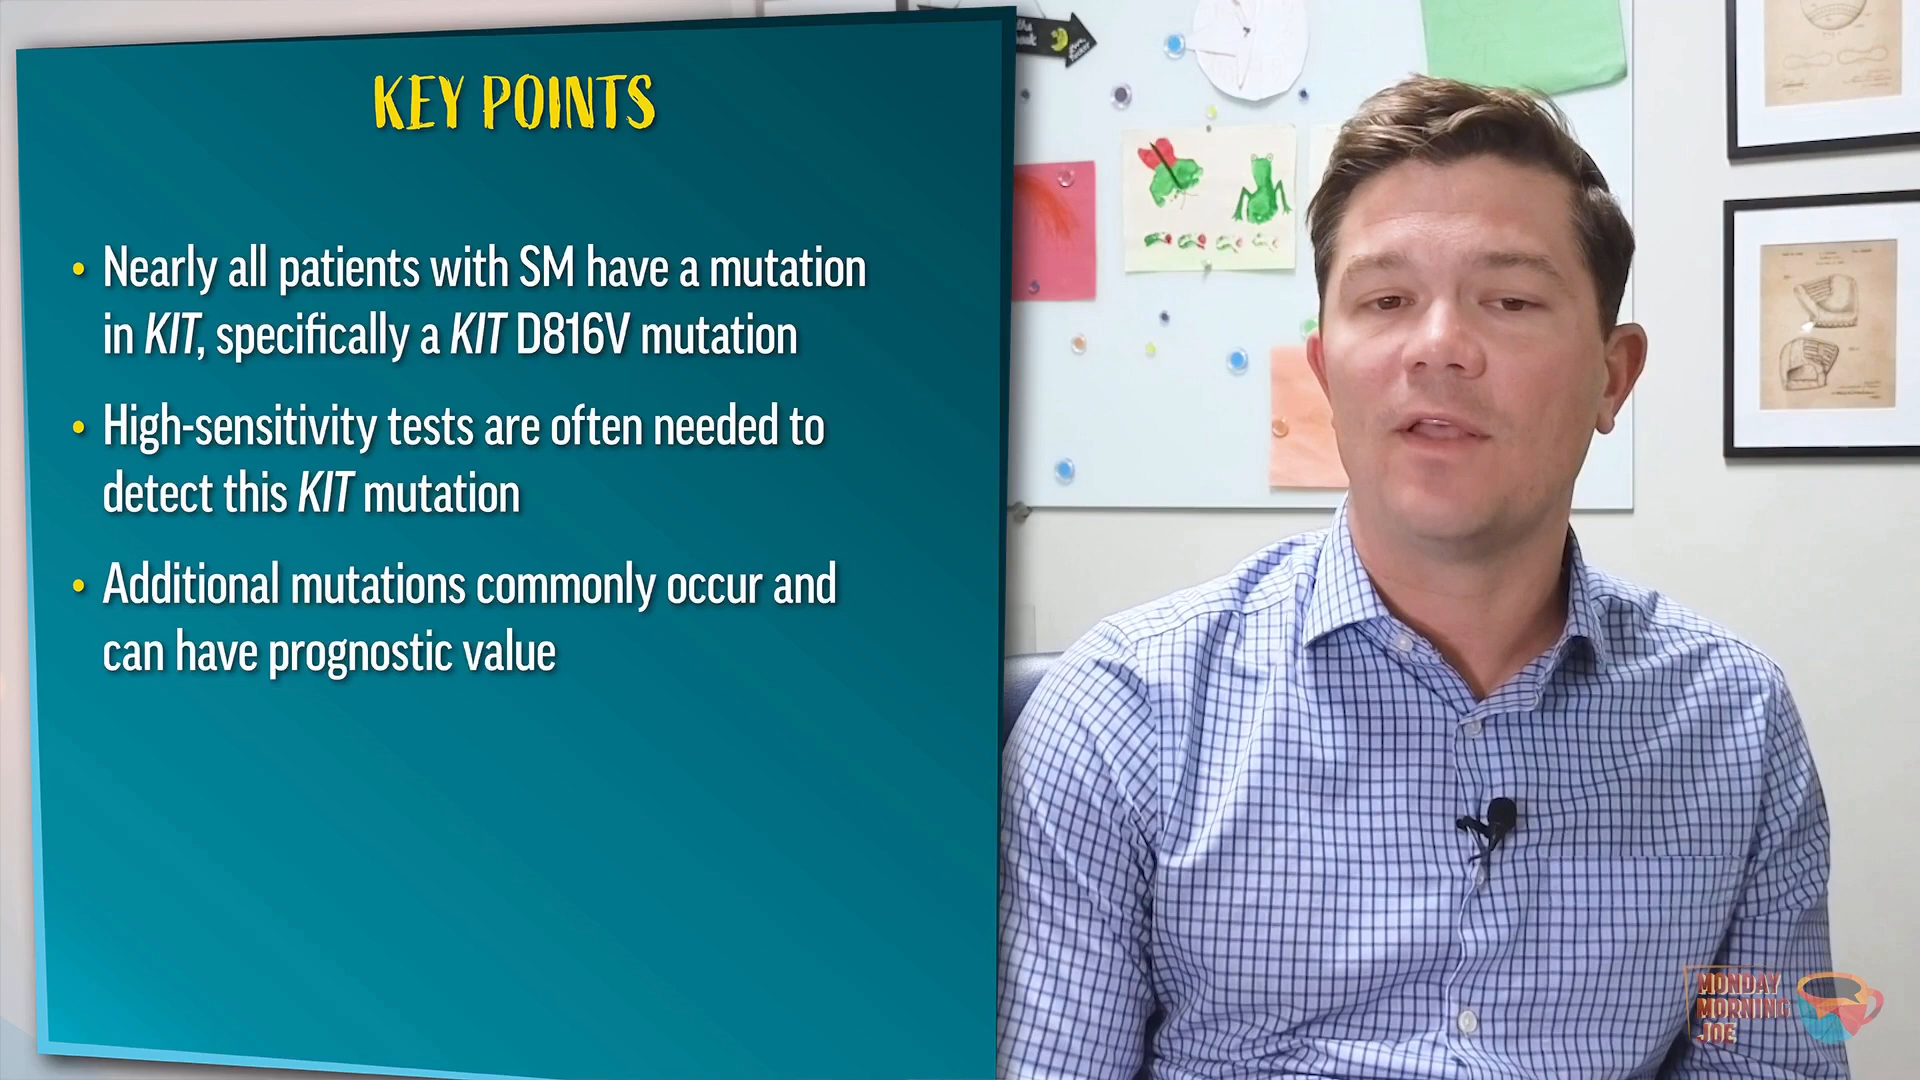 KEY POINTS
• Nearly all patients with SM have a mutation
in KIT, specifically a KIT D816V mutation
• High-sensitivity tests are often needed to
detect this KIT mutation
• Additional mutations commonly occur and
can have prognostic value
MONDAY
MORNING
JOE